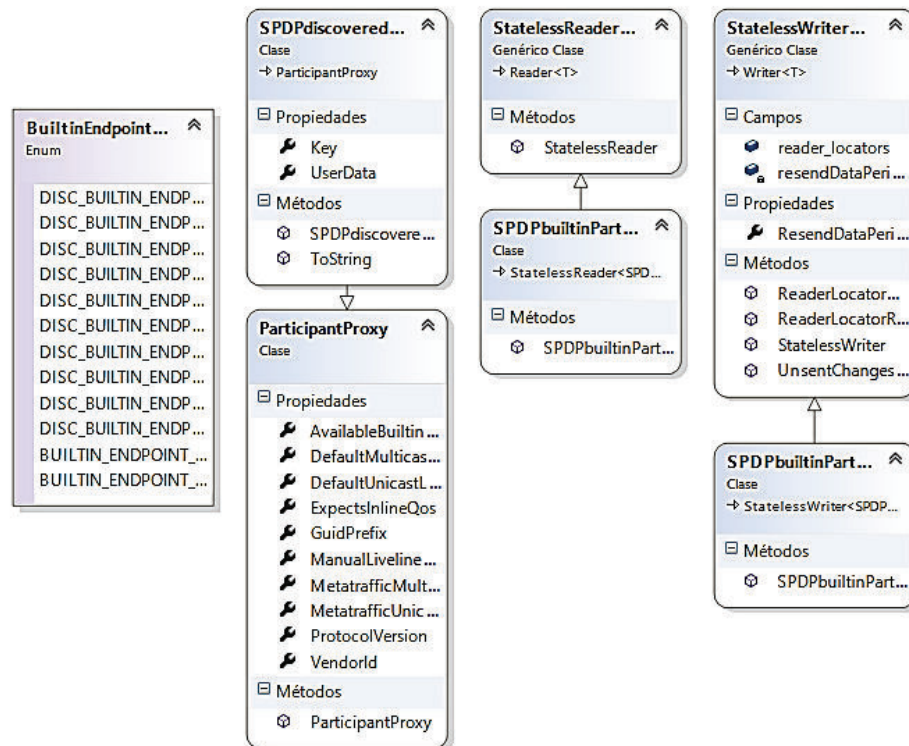 BuiltinEndpoint...
Enum
DISC_BUILTIN_ENDP...
DISC_BUILTIN_ENDP...
DISC_BUILTIN_ENDP...
DISC_BUILTIN_ENDP...
DISC_BUILTIN_ENDP...
DISC_BUILTIN_ENDP...
DISC_BUILTIN_ENDP...
DISC_BUILTIN_ENDP...
DISC_BUILTIN_ENDP...
DISC_BUILTIN_ENDP...
BUILTIN_ENDPOINT_...
BUILTIN_ENDPOINT_...
SPDPdiscovered...
Clase
ParticipantProxy
Propiedades
Key
UserData
Métodos
SPDPdiscovere...
ToString
ParticipantProxy
Clase
Propiedades
AvailableBuiltin...
DefaultMulticas...
DefaultUnicastL...
ExpectsInlineQos
GuidPrefix
ManualLiveline...
MetatrafficMult...
MetatrafficUnic...
ProtocolVersion
VendorId
Métodos
ParticipantProxy
StatelessReader...
Genérico Clase
Reader<T>
Métodos
StatelessReader
SPDPbuiltinPart...
Clase
StatelessReader<SPD...
Métodos
SPDPbuiltinPart...
StatelessWriter...
Genérico Clase
Writer<T>
Campos
reader_locators
resendDataPeri...
Propiedades
ResendDataPeri...
Métodos
ReaderLocator...
ReaderLocatorR...
StatelessWriter
UnsentChanges...
SPDPbuiltinPart...
Clase
StatelessWriter<SPDP...
Métodos
SPDPbuiltinPart...